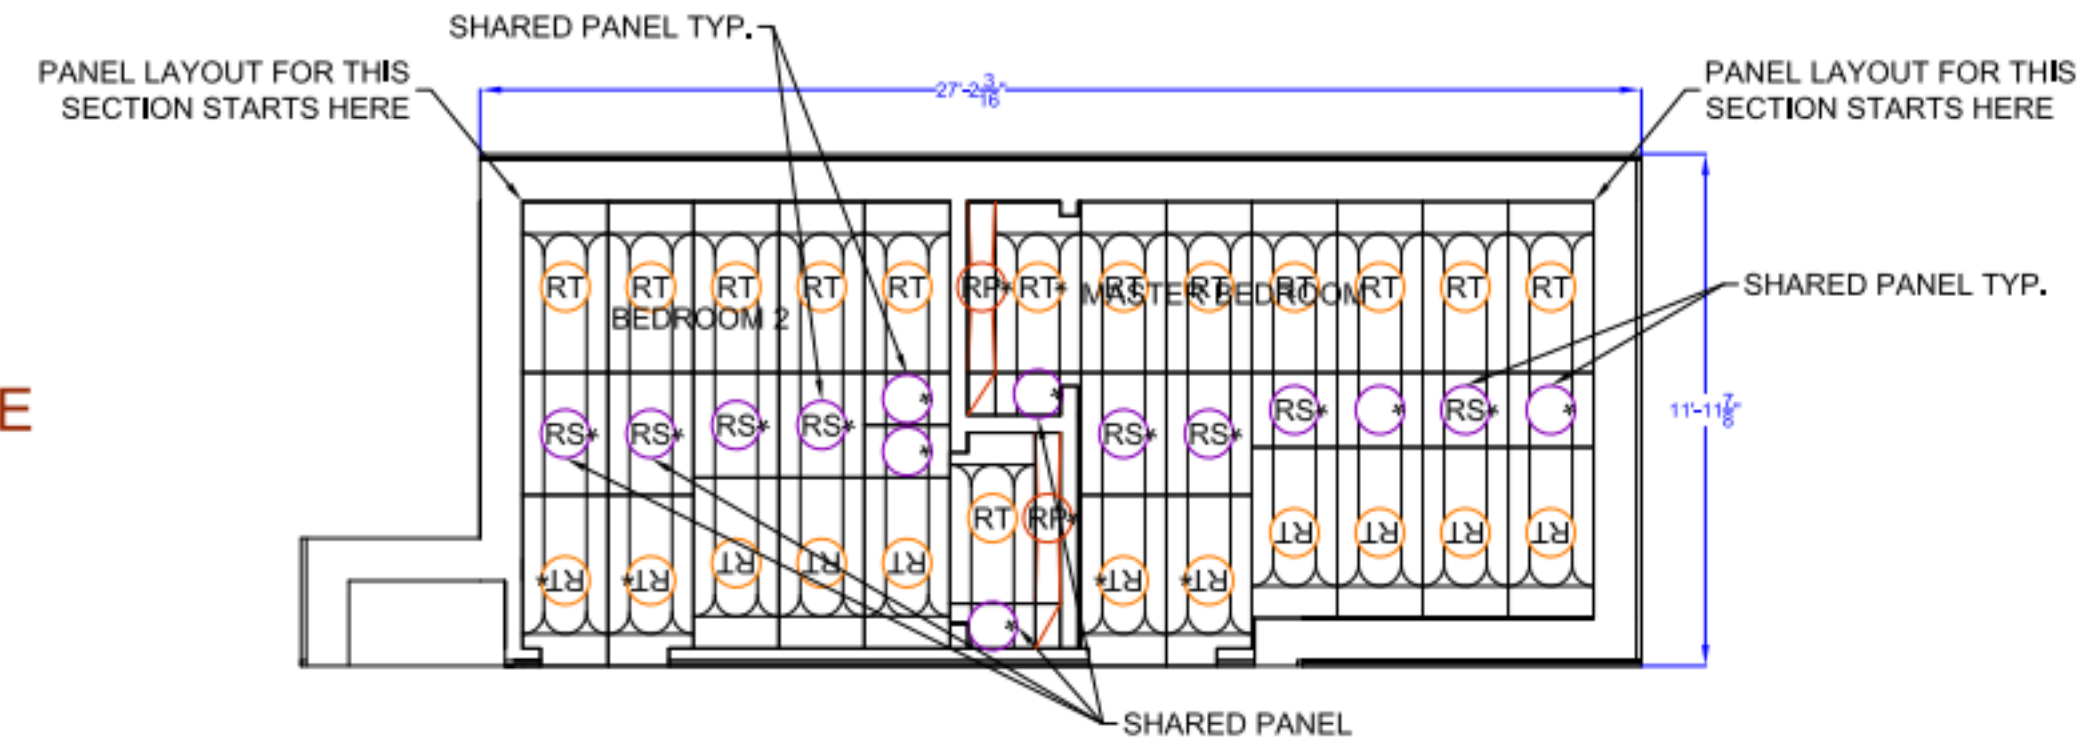 SHARED PANEL TYP.
PANEL LAYOUT FOR THIS
SECTION STARTS HERE
27'-2 3/16"
PANEL LAYOUT FOR THIS
SECTION STARTS HERE
RT RT RT RT RT RP* RT* RT RT RT RT RT RT
MASTER BEDROOM
SHARED PANEL TYP.
BEDROOM 2
E
* * RS* * RS* *
RS* RS* RS* RS* * RS* RS*
11'-11 7/8"
RT RP* RT RT RT RT
RT* RT* RT RT RT RT* RT*
*
SHARED PANEL